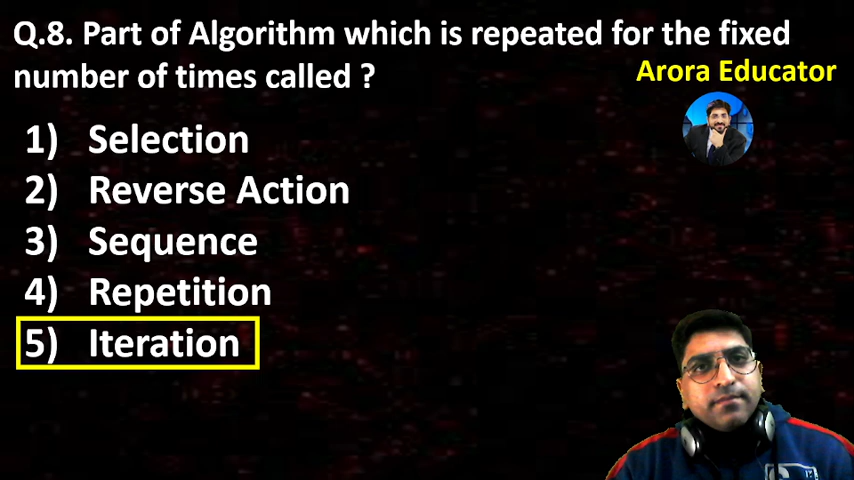 Q.8. Part of Algorithm which is repeated for the fixed
number of times called ?
Arora Educator
1) Selection
2) Reverse Action
3) Sequence
4) Repetition
5) Iteration